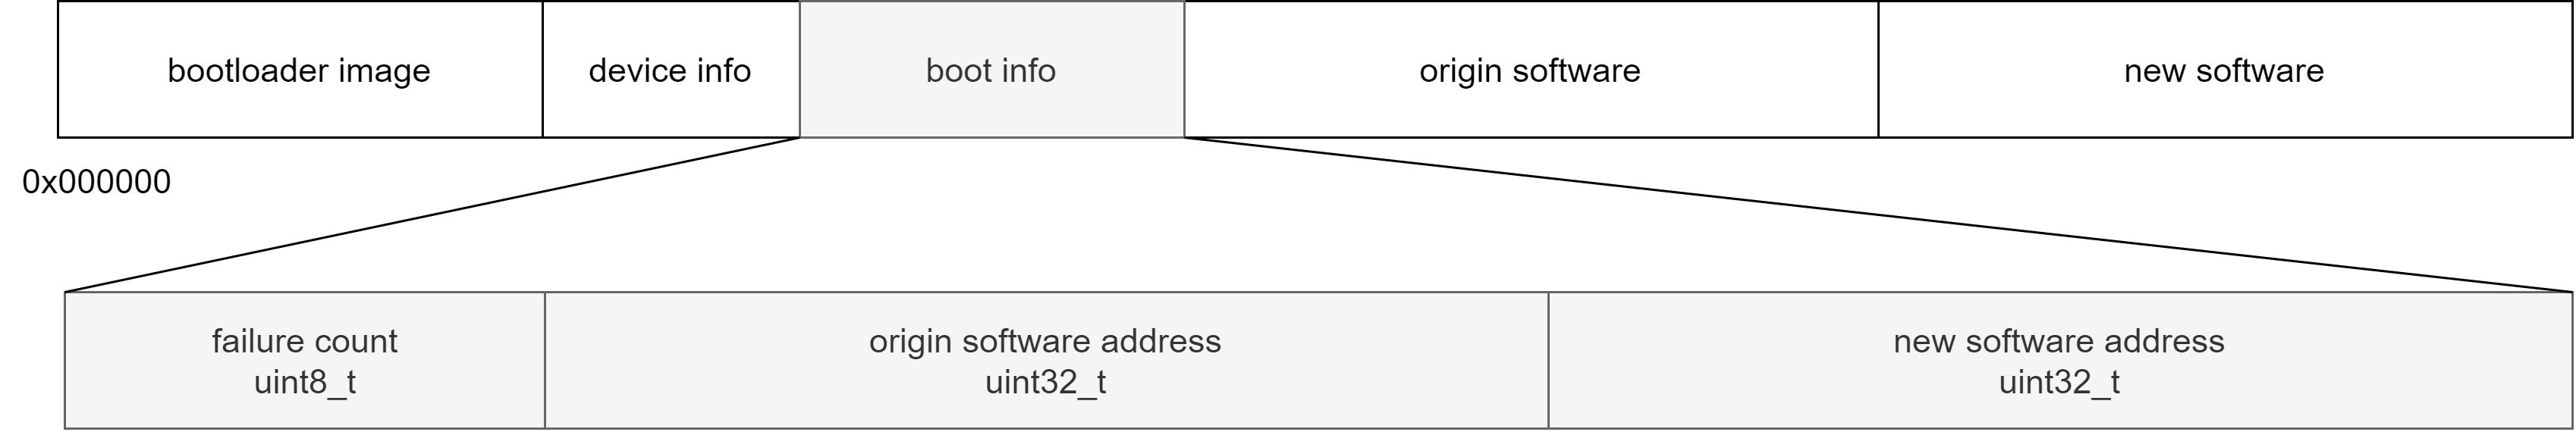 bootloader image
device info
boot info
origin software
new software
0x000000
failure count
uint8_t
origin software address
uint32_t
new software address
uint32_t